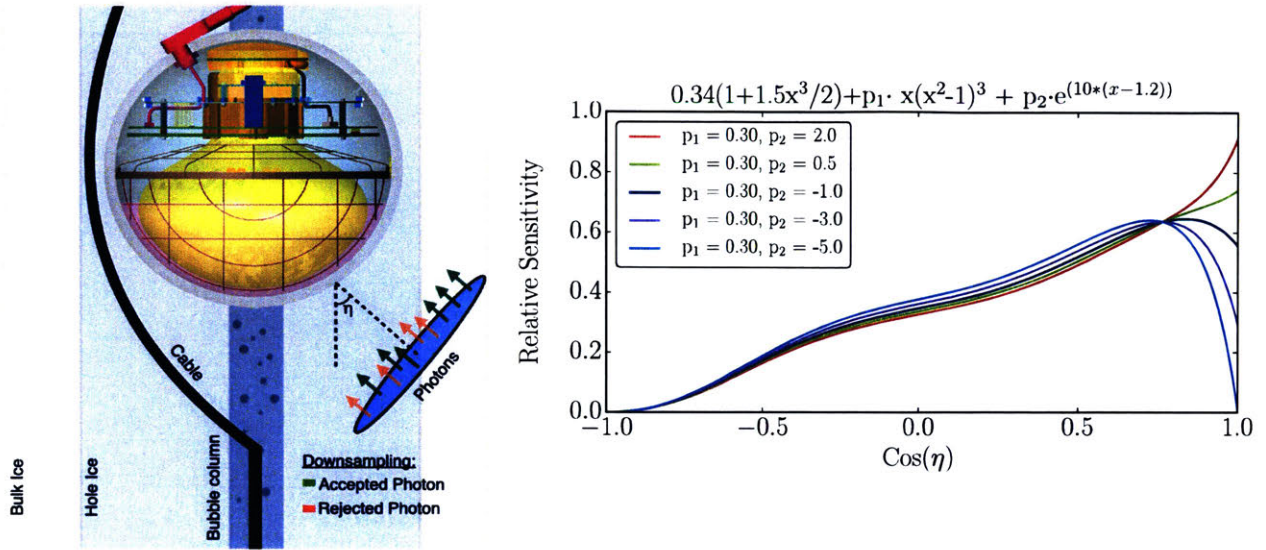 Bulk Ice
Hole Ice
Cable
Bubble column
η
Photons
Downsampling:
Accepted Photon
Rejected Photon
0.34(1+1.5x³/2)+p₁· x(x²-1)³ + p₂·e^(10*(x−1.2))
p₁ = 0.30, p₂ = 2.0
p₁ = 0.30, p₂ = 0.5
p₁ = 0.30, p₂ = -1.0
p₁ = 0.30, p₂ = -3.0
p₁ = 0.30, p₂ = -5.0
Relative Sensitivity
1.0
0.8
0.6
0.4
0.2
0.0
−1.0
−0.5
0.0
0.5
1.0
Cos(η)